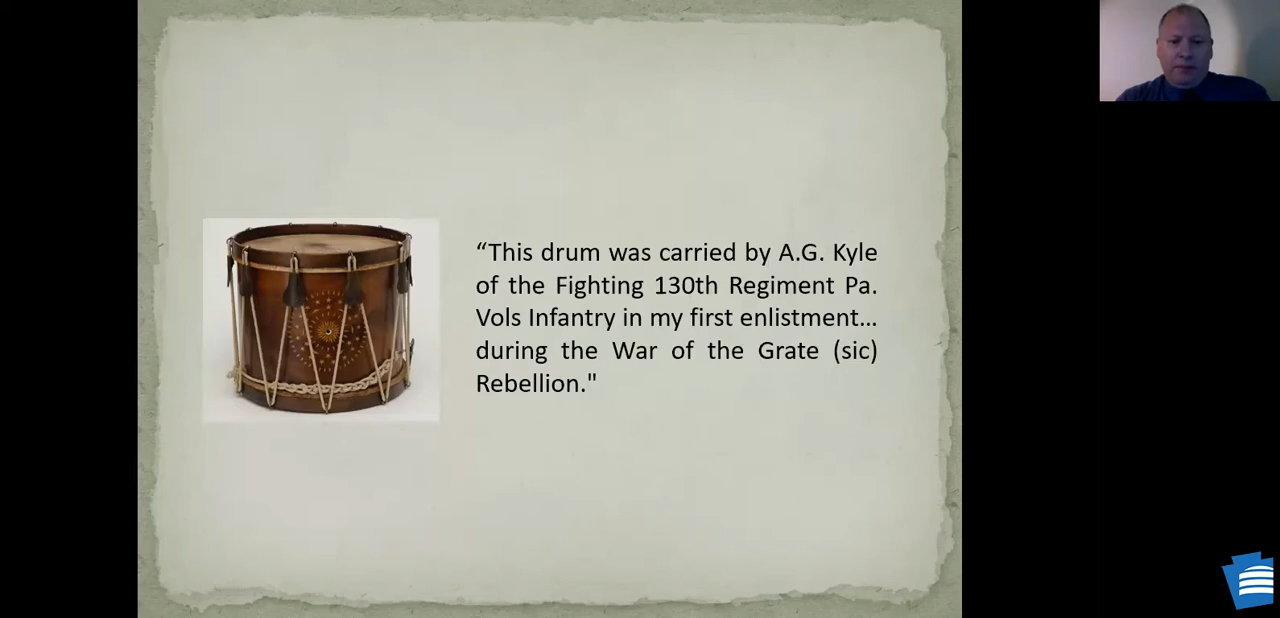 “This drum was carried by A.G. Kyle
of the Fighting 130th Regiment Pa.
Vols Infantry in my first enlistment…
during the War of the Grate (sic)
Rebellion."